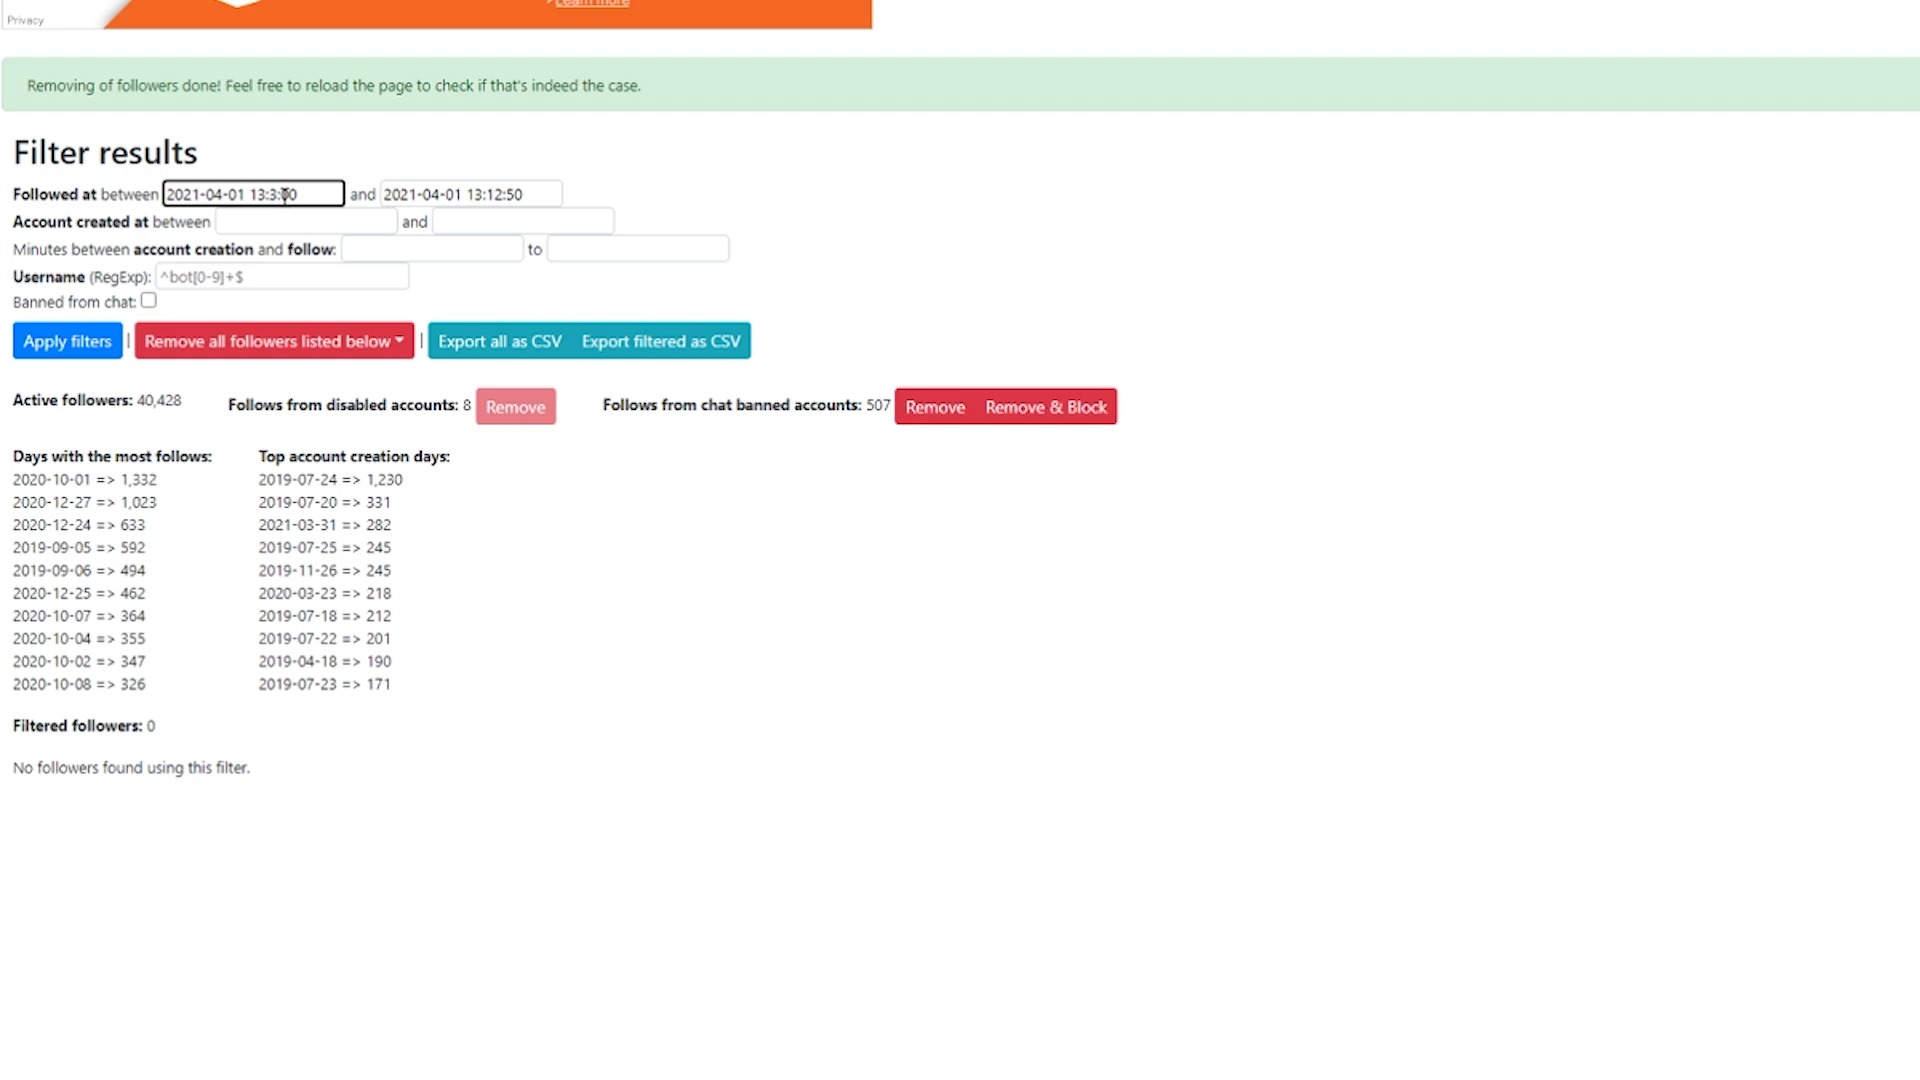 Learn more
Privacy
Removing of followers done! Feel free to reload the page to check if that's indeed the case.
Filter results
Followed at between 2021-04-01 13:3:00 and 2021-04-01 13:12:50
Account created at between and
Minutes between account creation and follow: to
Username (RegExp): ^bot[0-9]+$
Banned from chat:
Apply filters | Remove all followers listed below | Export all as CSV Export filtered as CSV
Active followers: 40,428 Follows from disabled accounts: 8 Remove Follows from chat banned accounts: 507 Remove Remove & Block
Days with the most follows: Top account creation days:
2020-10-01 => 1,332 2019-07-24 => 1,230
2020-12-27 => 1,023 2019-07-20 => 331
2020-12-24 => 633 2021-03-31 => 282
2019-09-05 => 592 2019-07-25 => 245
2019-09-06 => 494 2019-11-26 => 245
2020-12-25 => 462 2020-03-23 => 218
2020-10-07 => 364 2019-07-18 => 212
2020-10-04 => 355 2019-07-22 => 201
2020-10-02 => 347 2019-04-18 => 190
2020-10-08 => 326 2019-07-23 => 171
Filtered followers: 0
No followers found using this filter.